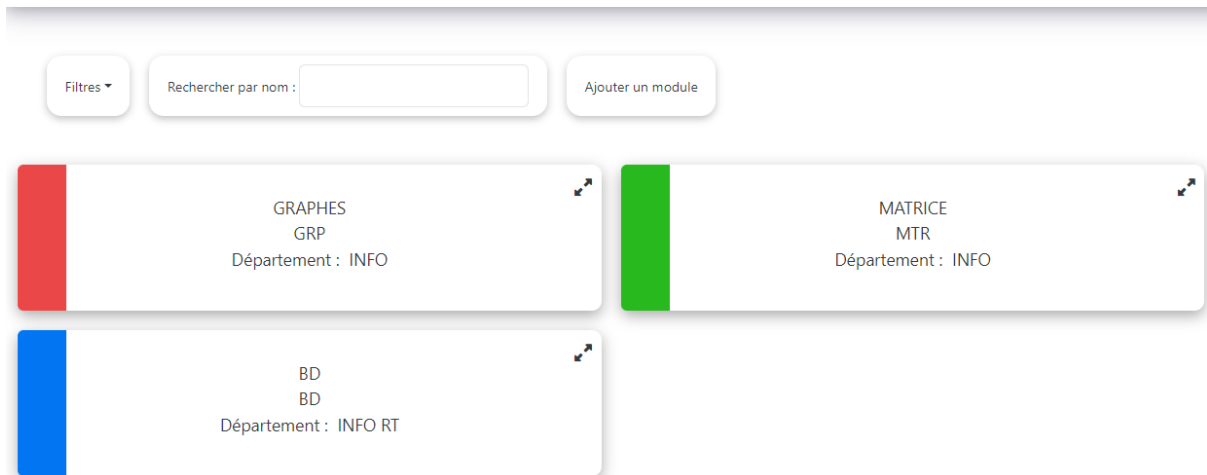 Filtres
Rechercher par nom :
Ajouter un module
GRAPHES
GRP
Département : INFO
MATRICE
MTR
Département : INFO
BD
BD
Département : INFO RT